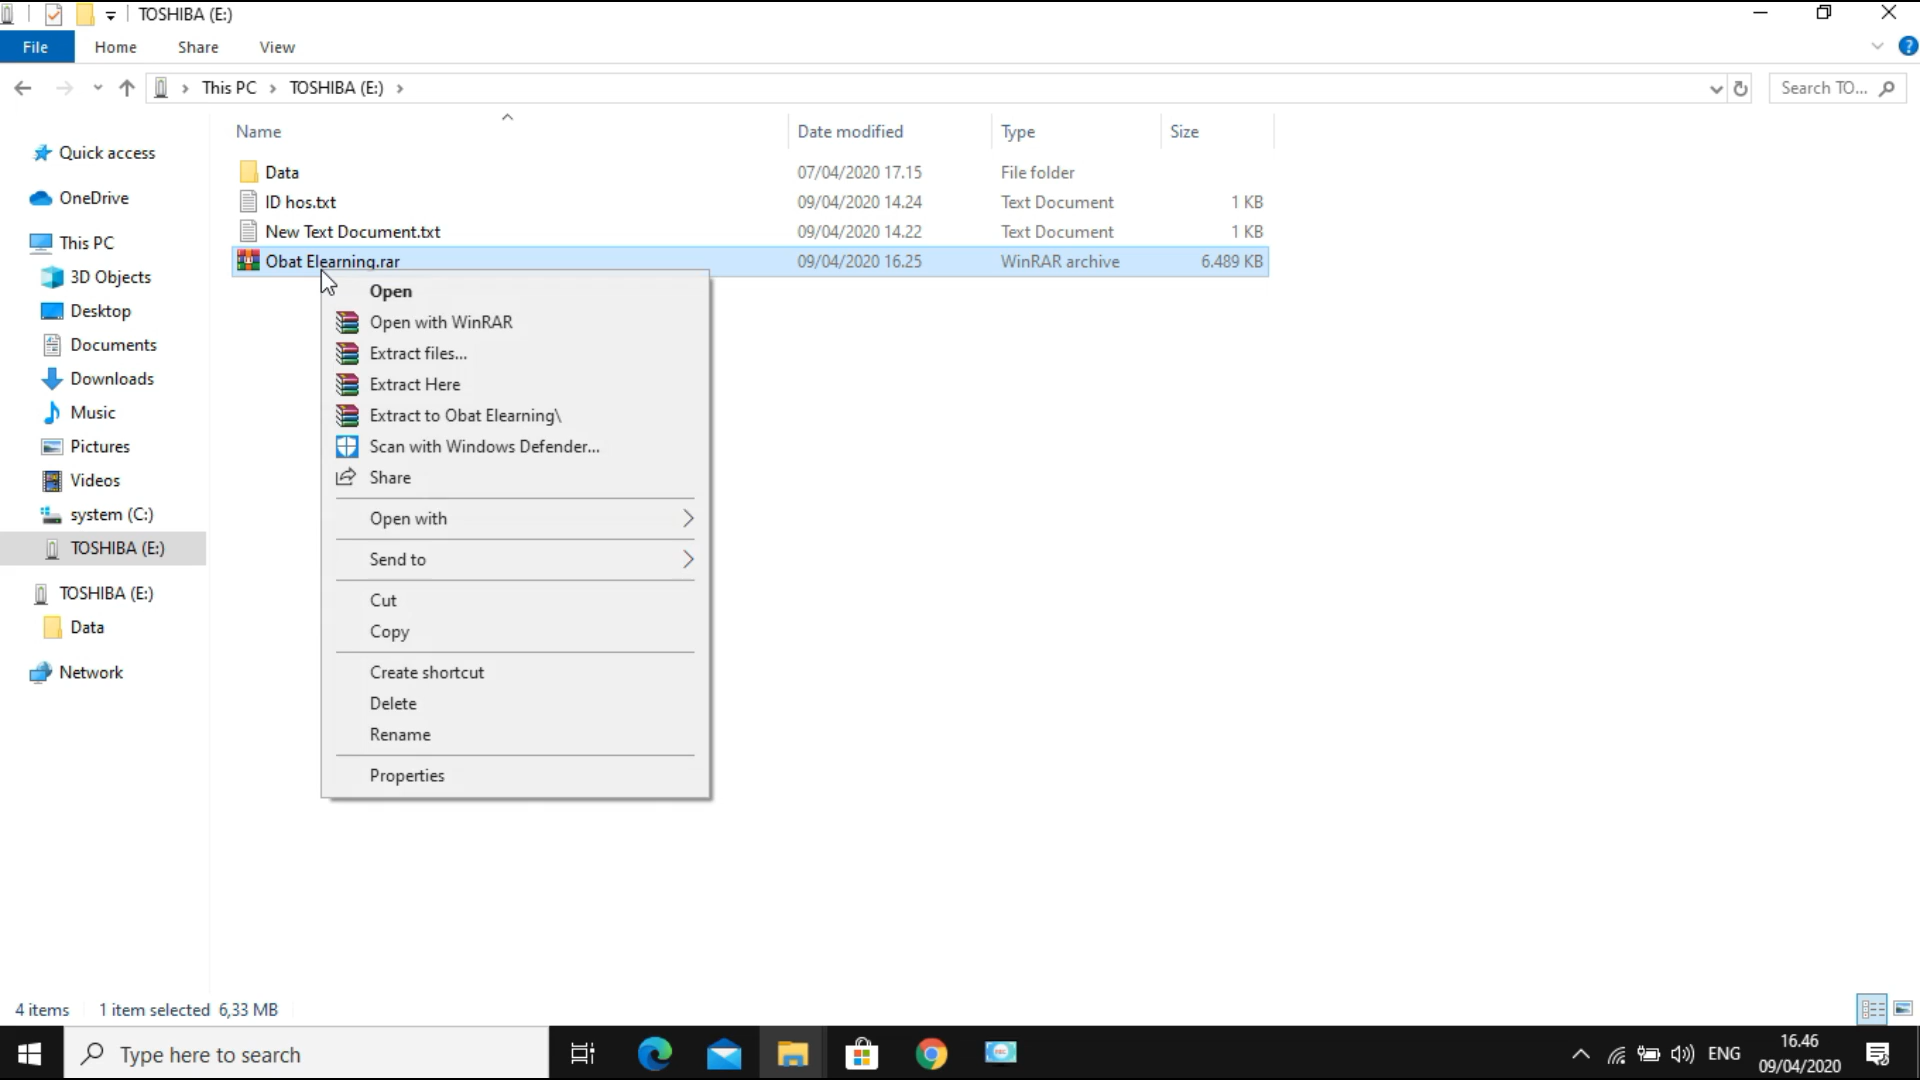 TOSHIBA (E:)
File Home Share View
This PC TOSHIBA (E:)
Search TO...
Name Date modified Type Size
Data 07/04/2020 17.15 File folder
ID hos.txt 09/04/2020 14.24 Text Document 1 KB
New Text Document.txt 09/04/2020 14.22 Text Document 1 KB
Obat Elearning.rar 09/04/2020 16.25 WinRAR archive 6.489 KB
Quick access
OneDrive
This PC
3D Objects
Desktop
Documents
Downloads
Music
Pictures
Videos
system (C:)
TOSHIBA (E:)
TOSHIBA (E:)
Data
Network
Open
Open with WinRAR
Extract files...
Extract Here
Extract to Obat Elearning\
Scan with Windows Defender...
Share
Open with
Send to
Cut
Copy
Create shortcut
Delete
Rename
Properties
4 items 1 item selected 6,33 MB
Type here to search
ENG
16.46
09/04/2020